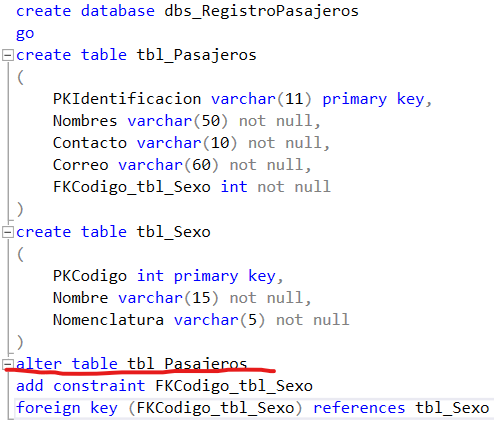 create database dbs_RegistroPasajeros
go
create table tbl_Pasajeros
(
PKIdentificacion varchar(11) primary key,
Nombres varchar(50) not null,
Contacto varchar(10) not null,
Correo varchar(60) not null,
FKCodigo_tbl_Sexo int not null
)
create table tbl_Sexo
(
PKCodigo int primary key,
Nombre varchar(15) not null,
Nomenclatura varchar(5) not null
)
alter table tbl_Pasajeros
add constraint FKCodigo_tbl_Sexo
foreign key (FKCodigo_tbl_Sexo) references tbl_Sexo